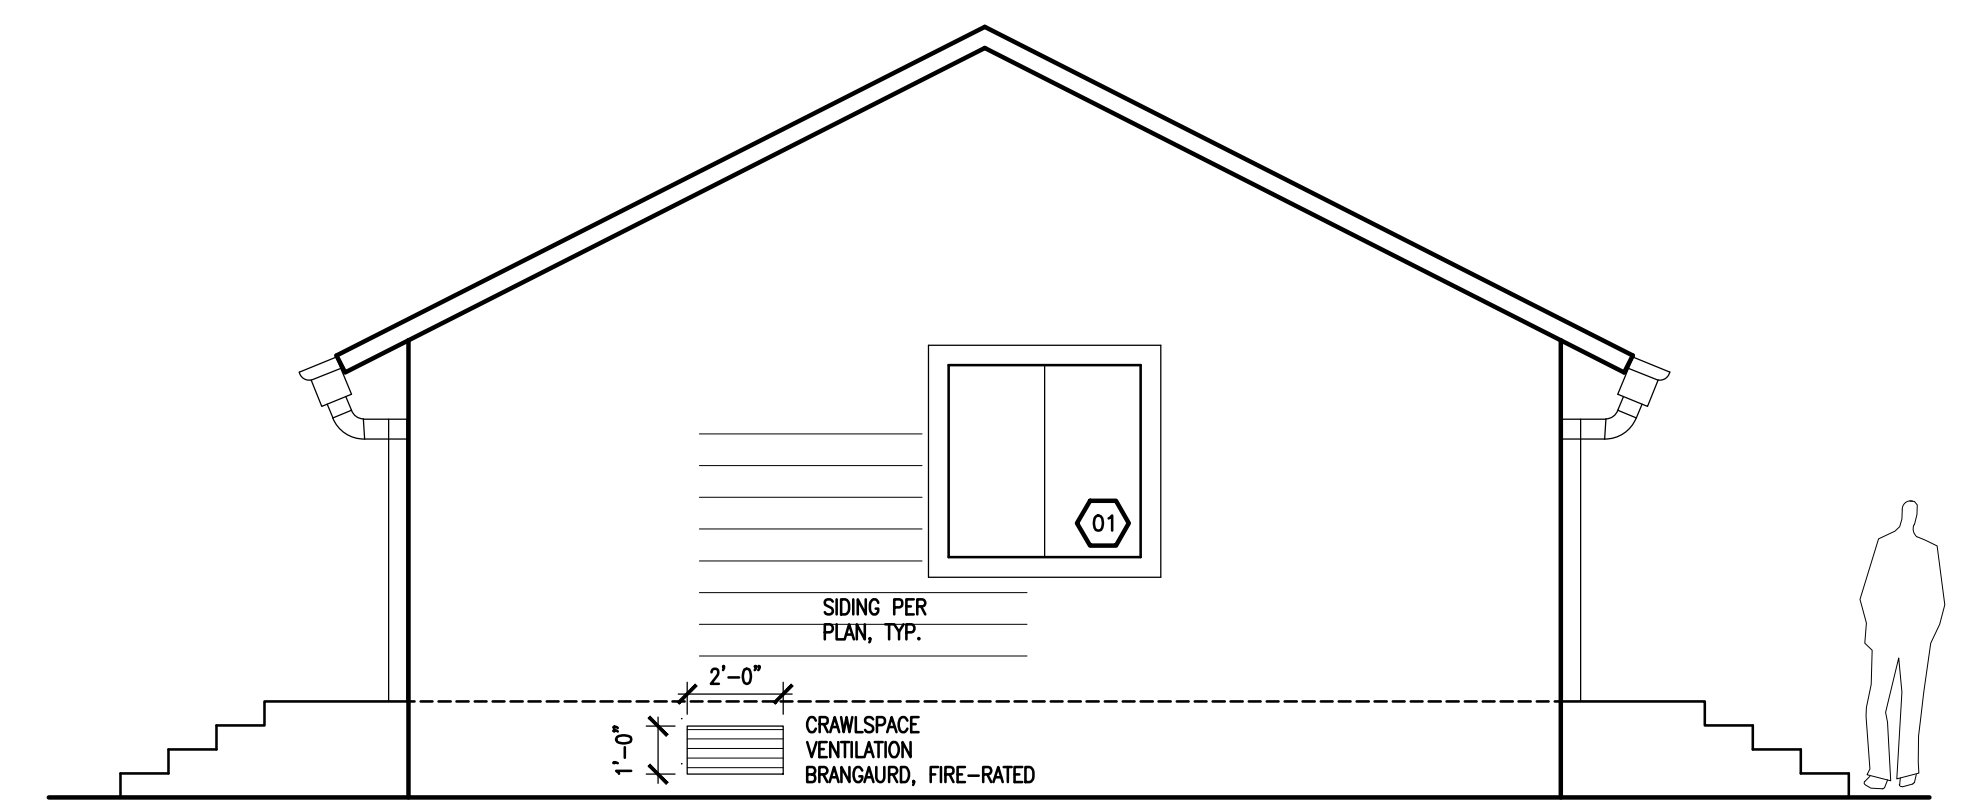 01
SIDING PER
PLAN, TYP.
2'-0"
1'-0"
CRAWLSPACE
VENTILATION
BRANGAURD, FIRE-RATED